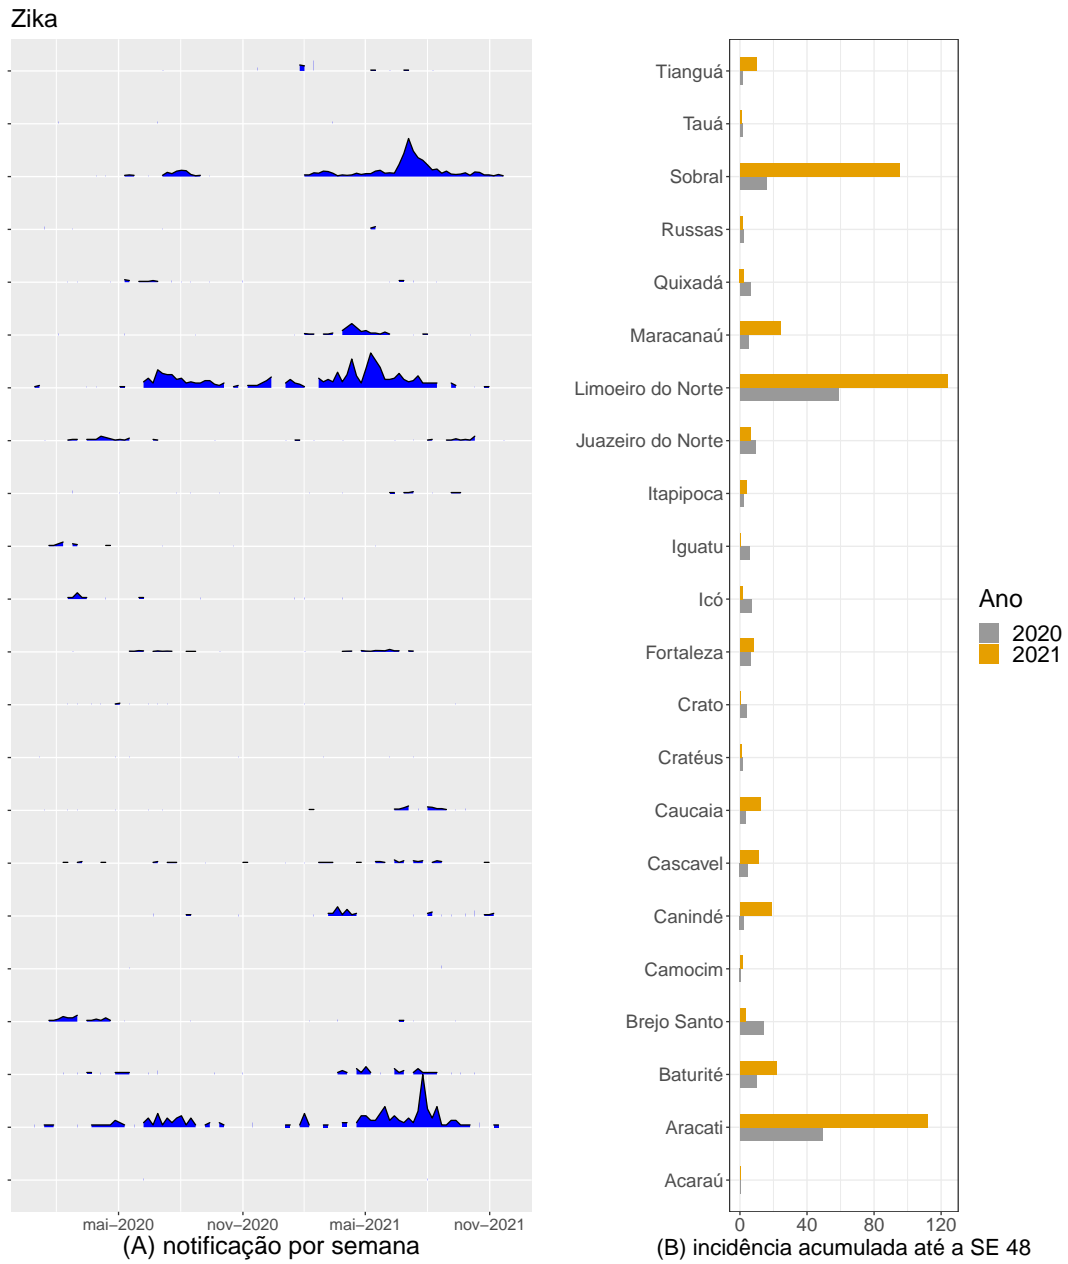 Zika
Tianguá
Tauá
Sobral
Russas
Quixadá
Maracanaú
Limoeiro do Norte
Juazeiro do Norte
Itapipoca
Iguatu
Icó
Fortaleza
Crato
Cratéus
Caucaia
Cascavel
Canindé
Camocim
Brejo Santo
Baturité
Aracati
Acaraú
Ano
2020
2021
mai–2020 nov–2020 mai–2021 nov–2021
(A) notificação por semana
0 40 80 120
(B) incidência acumulada até a SE 48